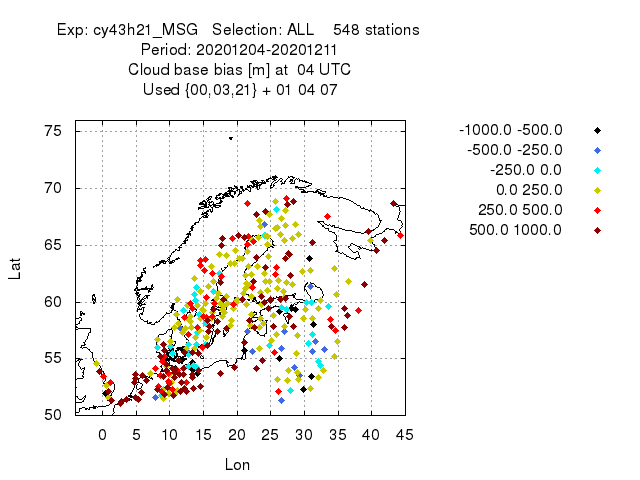 Exp: cy43h21_MSG Selection: ALL 548 stations
Period: 20201204-20201211
Cloud base bias [m] at 04 UTC
Used {00,03,21} + 01 04 07
-1000.0 -500.0
-500.0 -250.0
-250.0 0.0
0.0 250.0
250.0 500.0
500.0 1000.0
75
70
65
60
55
50
Lat
0 5 10 15 20 25 30 35 40 45
Lon